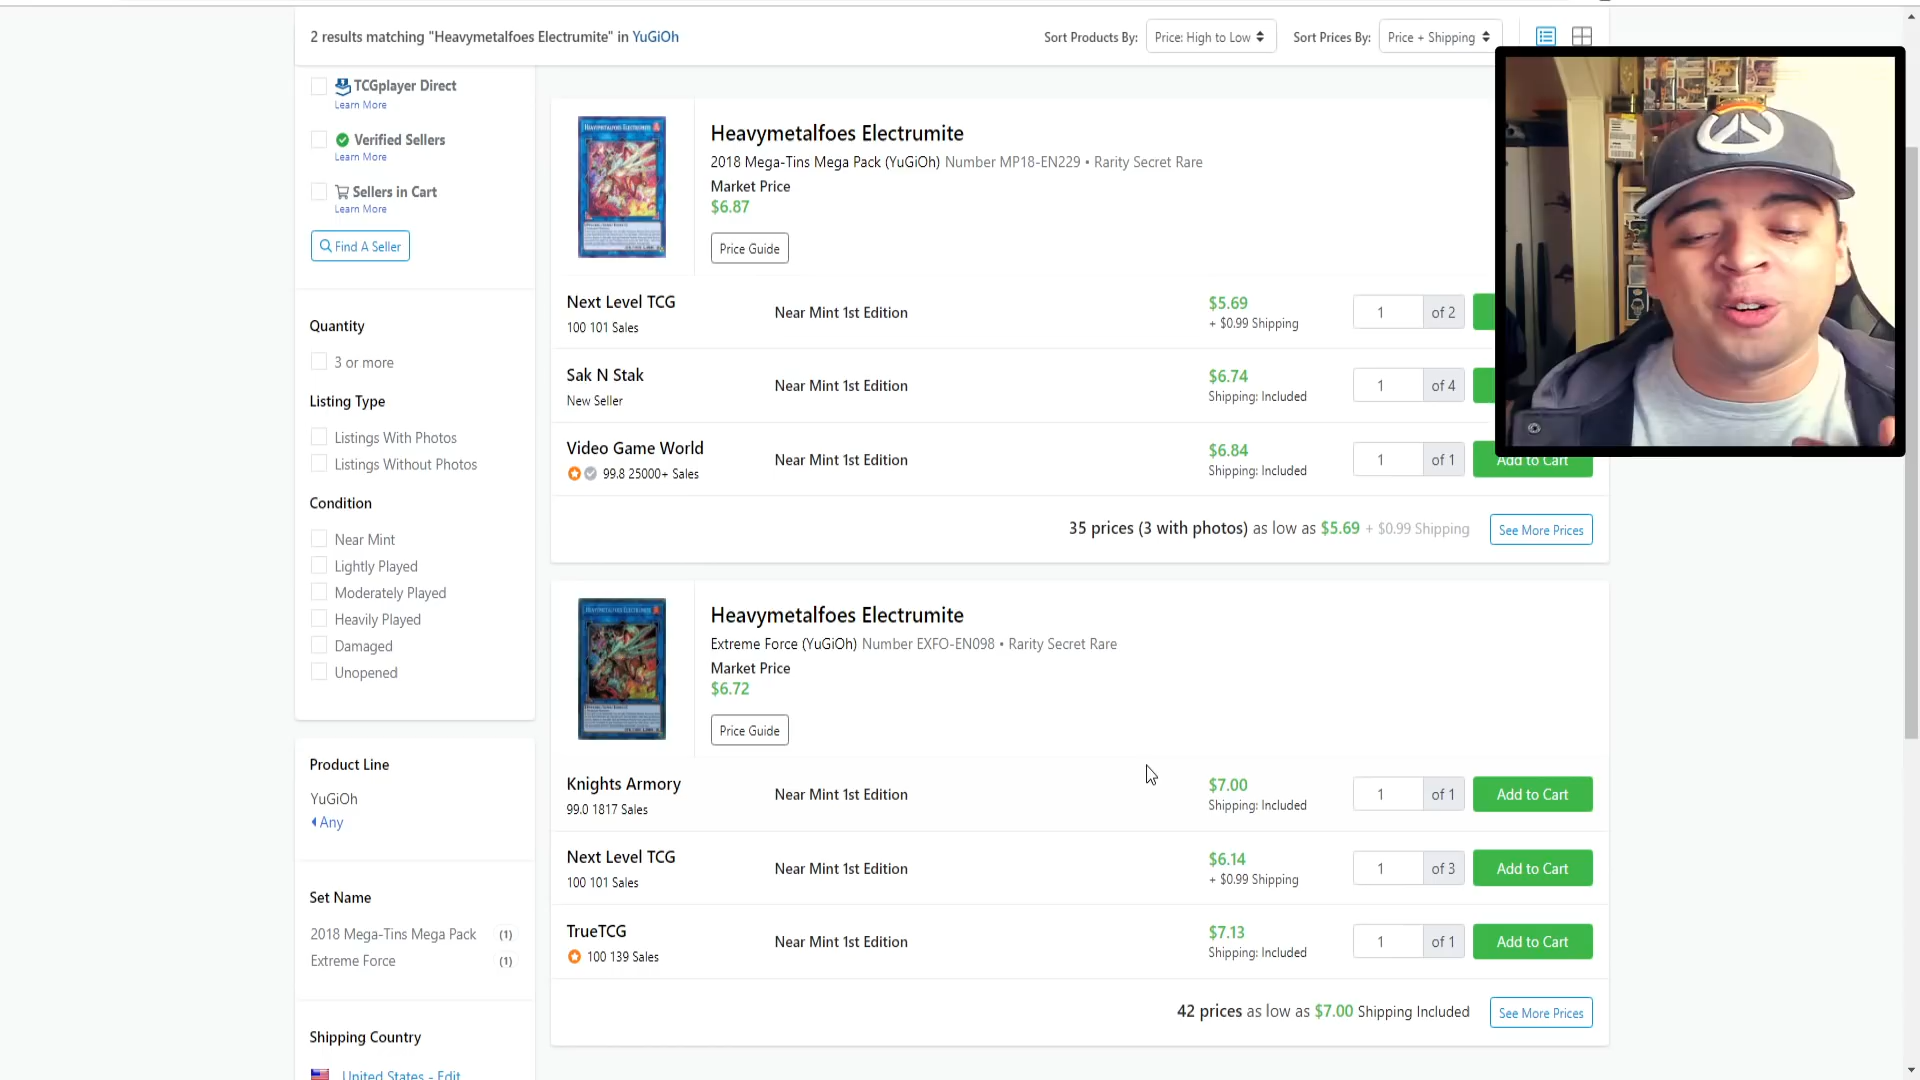 2 results matching "Heavymetalfoes Electrumite" in YuGiOh
Sort Products By: Price: High to Low
Sort Prices By: Price + Shipping
TCGplayer Direct
Learn More
Verified Sellers
Learn More
Sellers in Cart
Learn More
Find A Seller
Quantity
3 or more
Listing Type
Listings With Photos
Listings Without Photos
Condition
Near Mint
Lightly Played
Moderately Played
Heavily Played
Damaged
Unopened
Product Line
YuGiOh
Any
Set Name
2018 Mega-Tins Mega Pack (1)
Extreme Force (1)
Shipping Country
United States - Edit
Heavymetalfoes Electrumite
2018 Mega-Tins Mega Pack (YuGiOh) Number MP18-EN229 • Rarity Secret Rare
Market Price
$6.87
Price Guide
Next Level TCG
100 101 Sales
Near Mint 1st Edition
$5.69
+ $0.99 Shipping
1 of 2
Sak N Stak
New Seller
Near Mint 1st Edition
$6.74
Shipping: Included
1 of 4
Video Game World
99.8 25000+ Sales
Near Mint 1st Edition
$6.84
Shipping: Included
1 of 1
Add to Cart
35 prices (3 with photos) as low as $5.69 + $0.99 Shipping
See More Prices
Heavymetalfoes Electrumite
Extreme Force (YuGiOh) Number EXFO-EN098 • Rarity Secret Rare
Market Price
$6.72
Price Guide
Knights Armory
99.0 1817 Sales
Near Mint 1st Edition
$7.00
Shipping: Included
1 of 1
Add to Cart
Next Level TCG
100 101 Sales
Near Mint 1st Edition
$6.14
+ $0.99 Shipping
1 of 3
Add to Cart
TrueTCG
100 139 Sales
Near Mint 1st Edition
$7.13
Shipping: Included
1 of 1
Add to Cart
42 prices as low as $7.00 Shipping Included
See More Prices